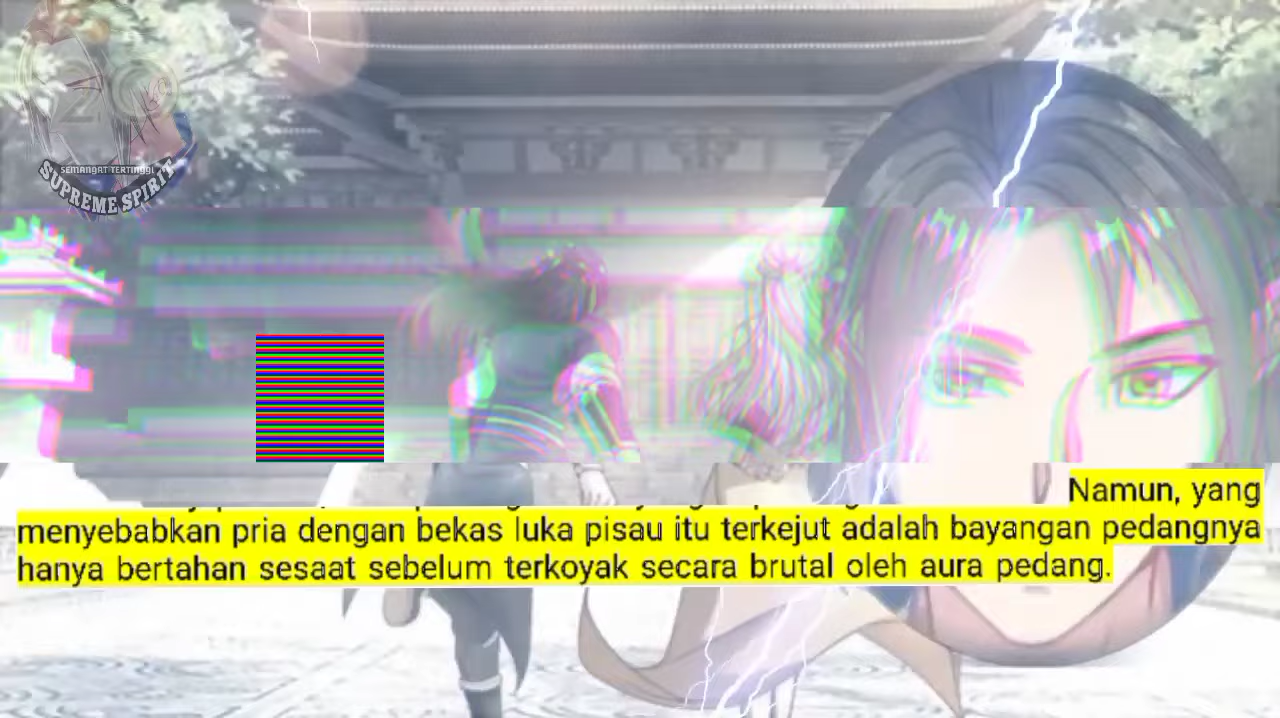 SEMANGAT TERTINGGI
SUPREME SPIRIT
Namun, yang
menyebabkan pria dengan bekas luka pisau itu terkejut adalah bayangan pedangnya
hanya bertahan sesaat sebelum terkoyak secara brutal oleh aura pedang.